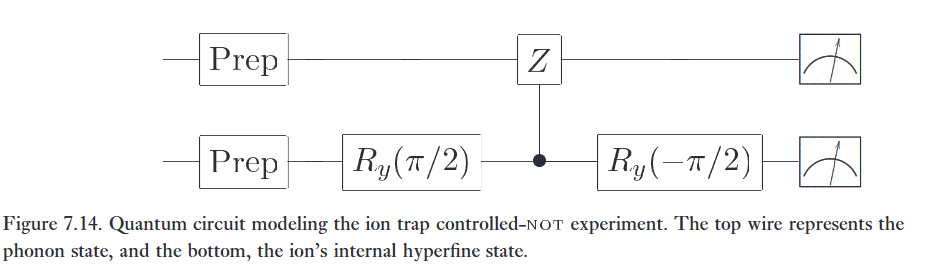 Prep
Z
Prep
R_y(π/2)
R_y(−π/2)
Figure 7.14. Quantum circuit modeling the ion trap controlled-NOT experiment. The top wire represents the
phonon state, and the bottom, the ion's internal hyperfine state.